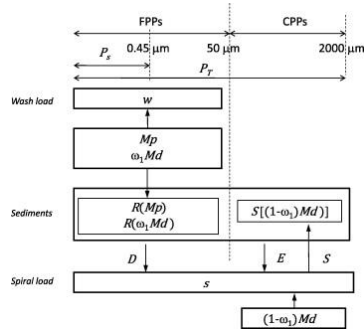 FPPs CPPs
Pₛ 0.45 μm 50 μm 2000 μm
P_T
Wash load w
Mp
ω₁Md
Sediments R(Mp) S[(1-ω₁)Md)]
R(ω₁Md)
D E S
Spiral load s
(1-ω₁)Md